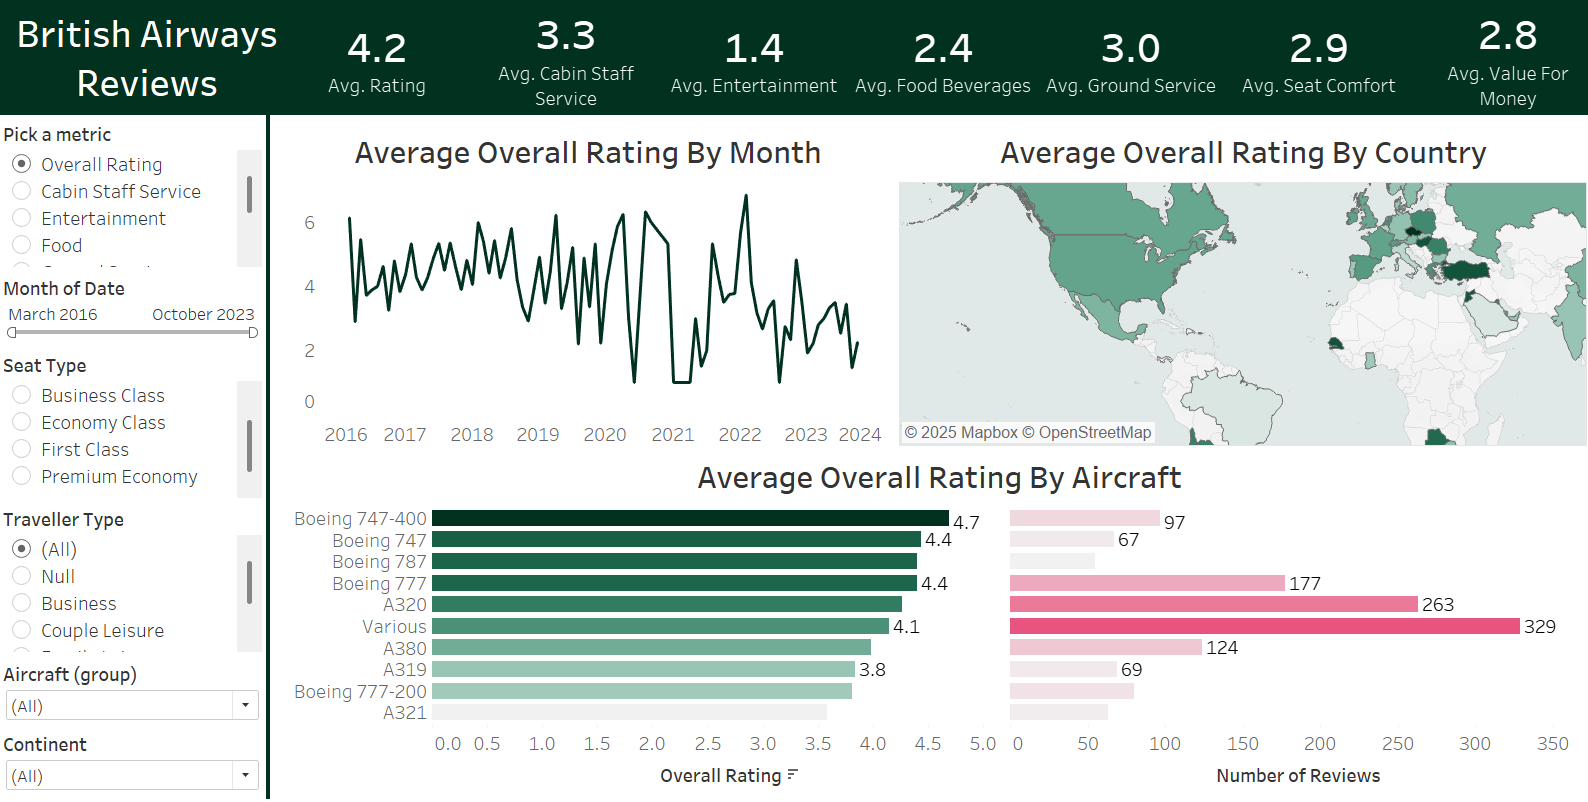 British Airways
Reviews
4.2
Avg. Rating
3.3
Avg. Cabin Staff
Service
1.4
Avg. Entertainment
2.4
Avg. Food Beverages
3.0
Avg. Ground Service
2.9
Avg. Seat Comfort
2.8
Avg. Value For
Money
Pick a metric
Overall Rating
Cabin Staff Service
Entertainment
Food
Month of Date
March 2016 October 2023
Seat Type
Business Class
Economy Class
First Class
Premium Economy
Traveller Type
(All)
Null
Business
Couple Leisure
Aircraft (group)
(All)
Continent
(All)
Average Overall Rating By Month
6
4
2
0
2016 2017 2018 2019 2020 2021 2022 2023 2024
Average Overall Rating By Country
© 2025 Mapbox © OpenStreetMap
Average Overall Rating By Aircraft
Boeing 747-400 4.7 97
Boeing 747 4.4 67
Boeing 787
Boeing 777 4.4 177
A320 263
Various 4.1 329
A380 124
A319 3.8 69
Boeing 777-200
A321
0.0 0.5 1.0 1.5 2.0 2.5 3.0 3.5 4.0 4.5 5.0
Overall Rating
0 50 100 150 200 250 300 350
Number of Reviews